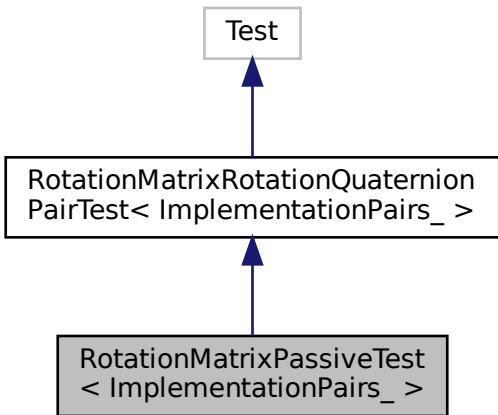 Test
RotationMatrixRotationQuaternion
PairTest< ImplementationPairs_ >
RotationMatrixPassiveTest
< ImplementationPairs_ >